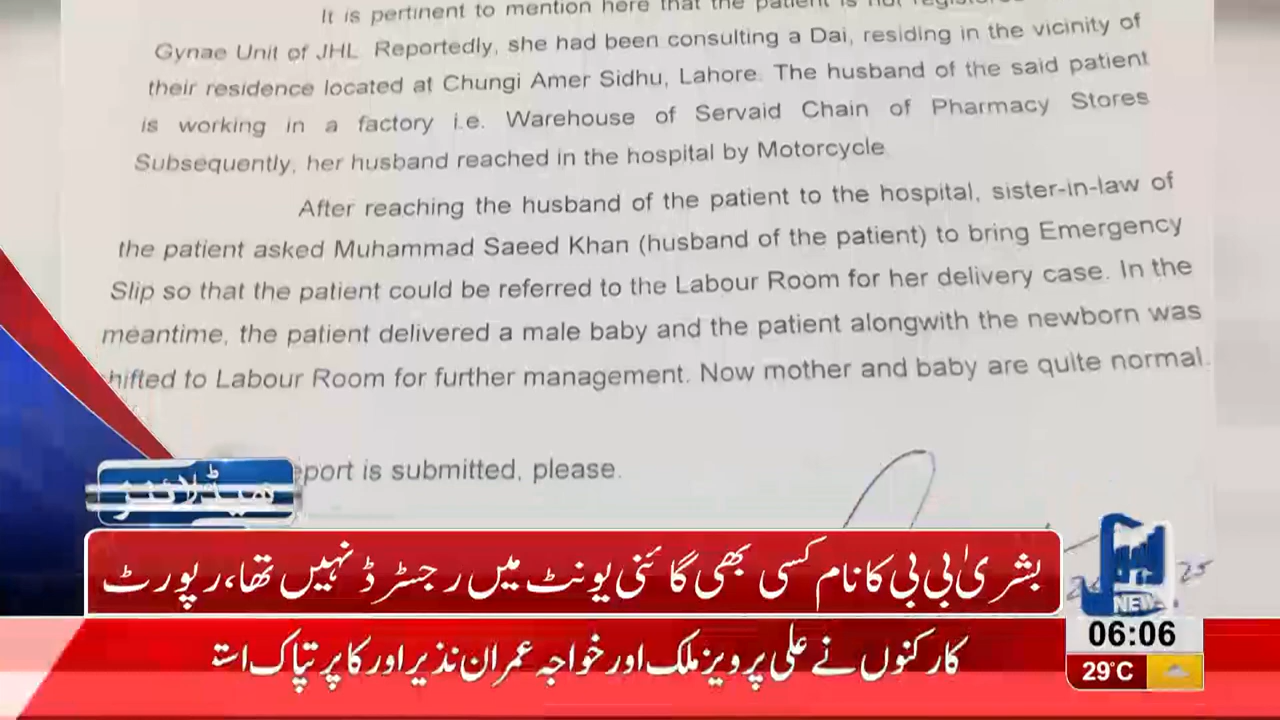 It is pertinent to mention here that the patient is not
Gynae Unit of JHL Reportedly, she had been consulting a Dai, residing in the vicinity of
their residence located at Chungi Amer Sidhu, Lahore. The husband of the said patient
is working in a factory i.e. Warehouse of Servaid Chain of Pharmacy Stores
Subsequently, her husband reached in the hospital by Motorcycle
After reaching the husband of the patient to the hospital, sister-in-law of
the patient asked Muhammad Saeed Khan (husband of the patient) to bring Emergency
Slip so that the patient could be referred to the Labour Room for her delivery case. In the
meantime, the patient delivered a male baby and the patient alongwith the newborn was
hifted to Labour Room for further management. Now mother and baby are quite normal.
eport is submitted, please.
ہیڈلائنز
بشریٰ بی بی کا نام کسی بھی گائنی یونٹ میں رجسٹرڈ نہیں تھا، رپورٹ
کارکنوں نے علی پرویز ملک اور خواجہ عمران نذیر اور کا پرتپاک است
NEWS
25
06:06
29°C